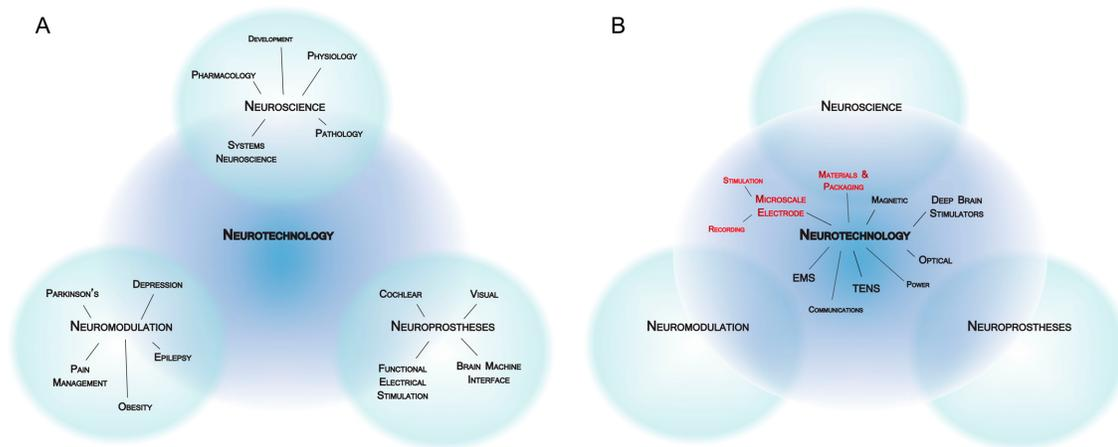 A
Development
Physiology
Pharmacology
Neuroscience
Pathology
Systems
Neuroscience
Neurotechnology
Parkinson's
Depression
Neuromodulation
Epilepsy
Pain
Management
Obesity
Cochlear
Visual
Neuroprostheses
Functional
Electrical
Stimulation
Brain Machine
Interface
B
Neuroscience
Stimulation
Materials &
Packaging
Microscale
Electrode
Magnetic
Deep Brain
Stimulators
Recording
Neurotechnology
Optical
EMS
TENS
Power
Communications
Neuromodulation
Neuroprostheses